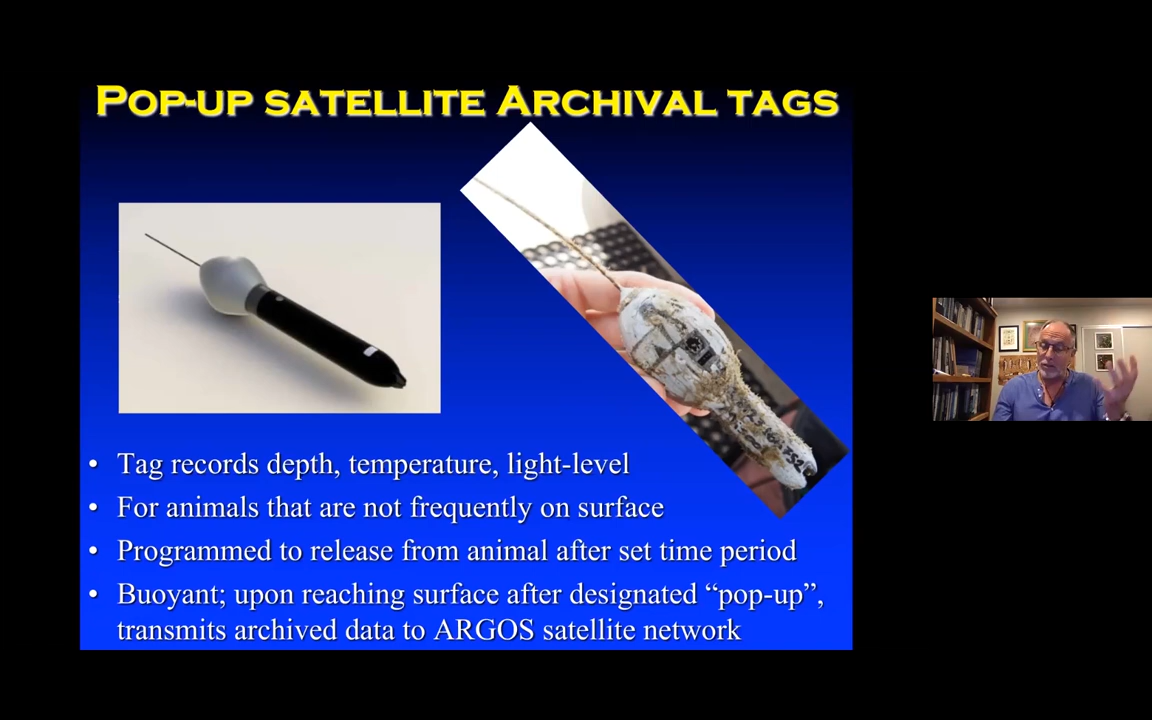 POP-UP SATELLITE ARCHIVAL TAGS
• Tag records depth, temperature, light-level
• For animals that are not frequently on surface
• Programmed to release from animal after set time period
• Buoyant; upon reaching surface after designated “pop-up”,
transmits archived data to ARGOS satellite network